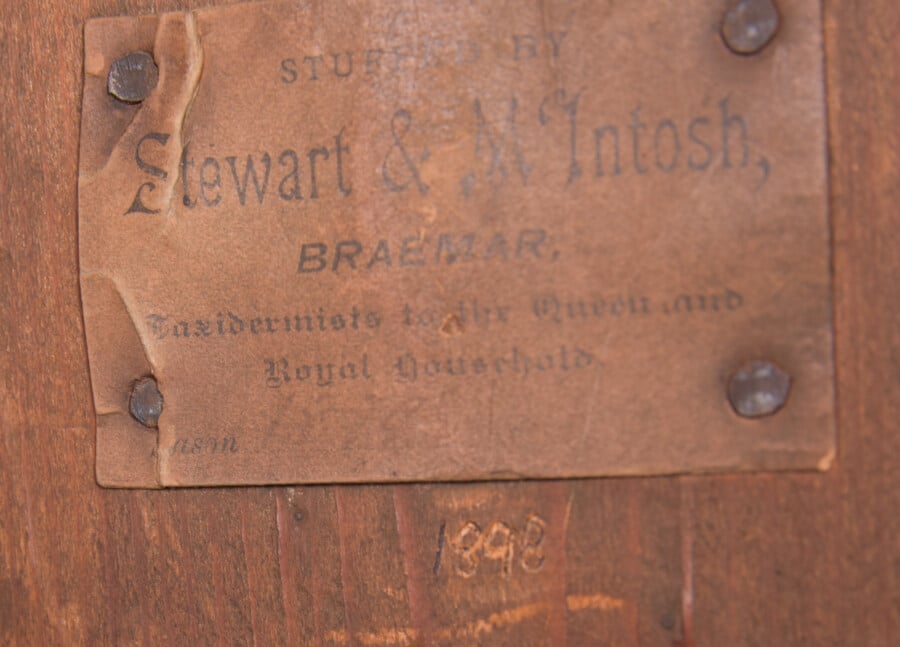 STUFFED BY
Stewart & McIntosh,
BRAEMAR,
Taxidermists to the Queen and
Royal Household.
1898